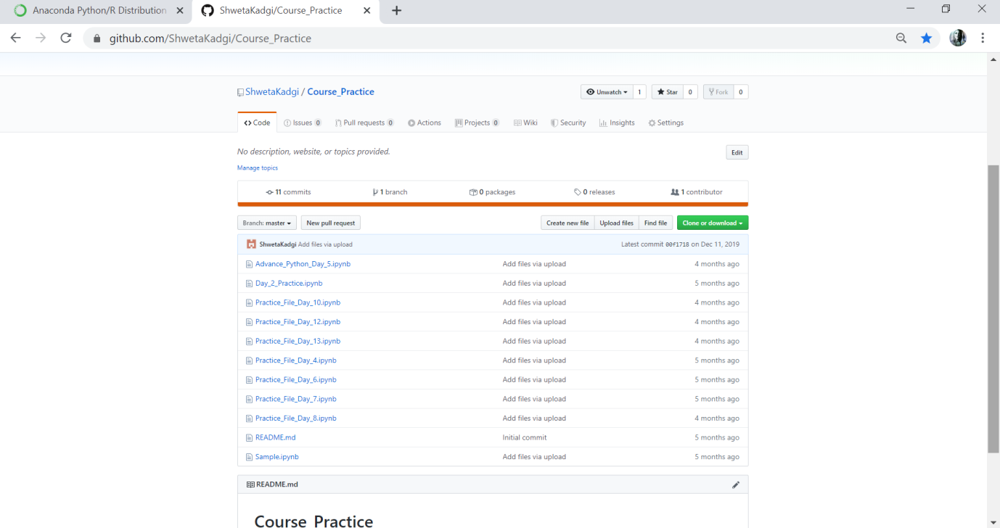 Anaconda Python/R Distribution
ShwetaKadgi/Course_Practice
github.com/ShwetaKadgi/Course_Practice
ShwetaKadgi / Course_Practice
Unwatch 1 Star 0 Fork 0
Code Issues 0 Pull requests 0 Actions Projects 0 Wiki Security Insights Settings
No description, website, or topics provided. Edit
Manage topics
11 commits 1 branch 0 packages 0 releases 1 contributor
Branch: master New pull request Create new file Upload files Find file Clone or download
ShwetaKadgi Add files via upload Latest commit 00f1718 on Dec 11, 2019
Advance_Python_Day_5.ipynb Add files via upload 4 months ago
Day_2_Practice.ipynb Add files via upload 5 months ago
Practice_File_Day_10.ipynb Add files via upload 4 months ago
Practice_File_Day_12.ipynb Add files via upload 4 months ago
Practice_File_Day_13.ipynb Add files via upload 4 months ago
Practice_File_Day_4.ipynb Add files via upload 5 months ago
Practice_File_Day_6.ipynb Add files via upload 5 months ago
Practice_File_Day_7.ipynb Add files via upload 5 months ago
Practice_File_Day_8.ipynb Add files via upload 4 months ago
README.md Initial commit 5 months ago
Sample.ipynb Add files via upload 5 months ago
README.md
Course_Practice